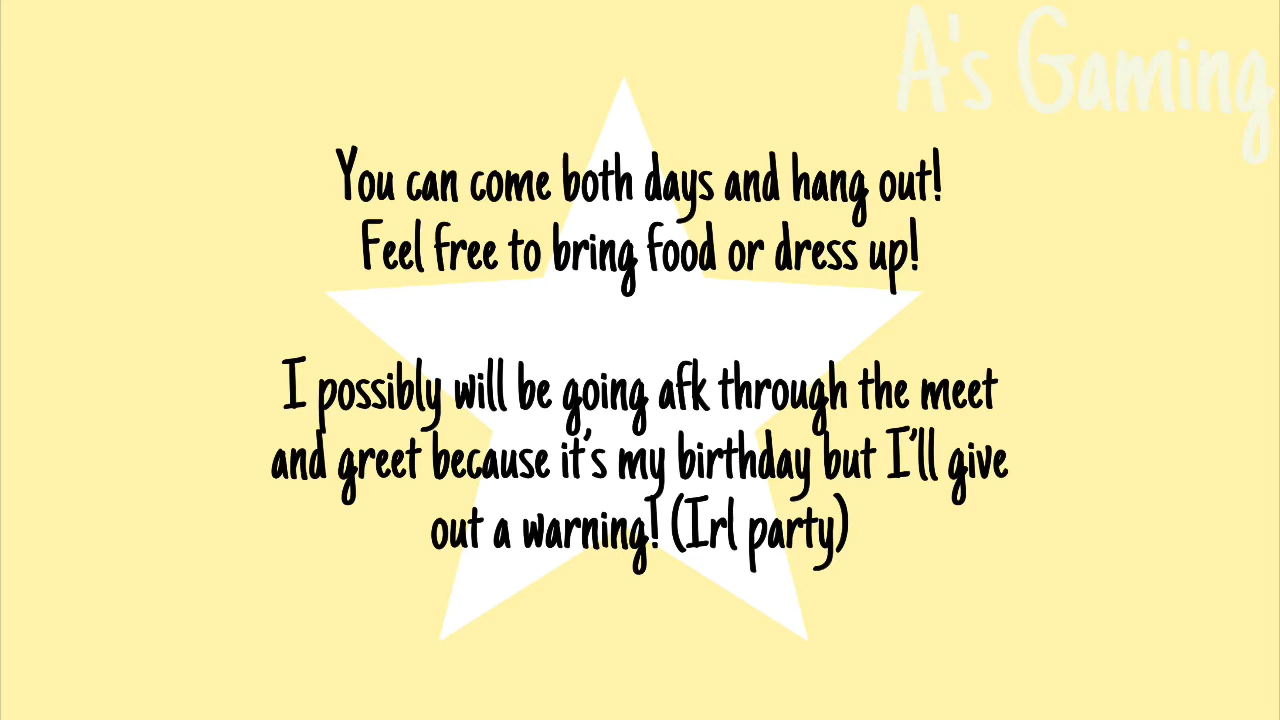 A's Gaming
You can come both days and hang out!
Feel free to bring food or dress up!
I possibly will be going afk through the meet
and greet because it's my birthday but I'll give
out a warning! (Irl party)